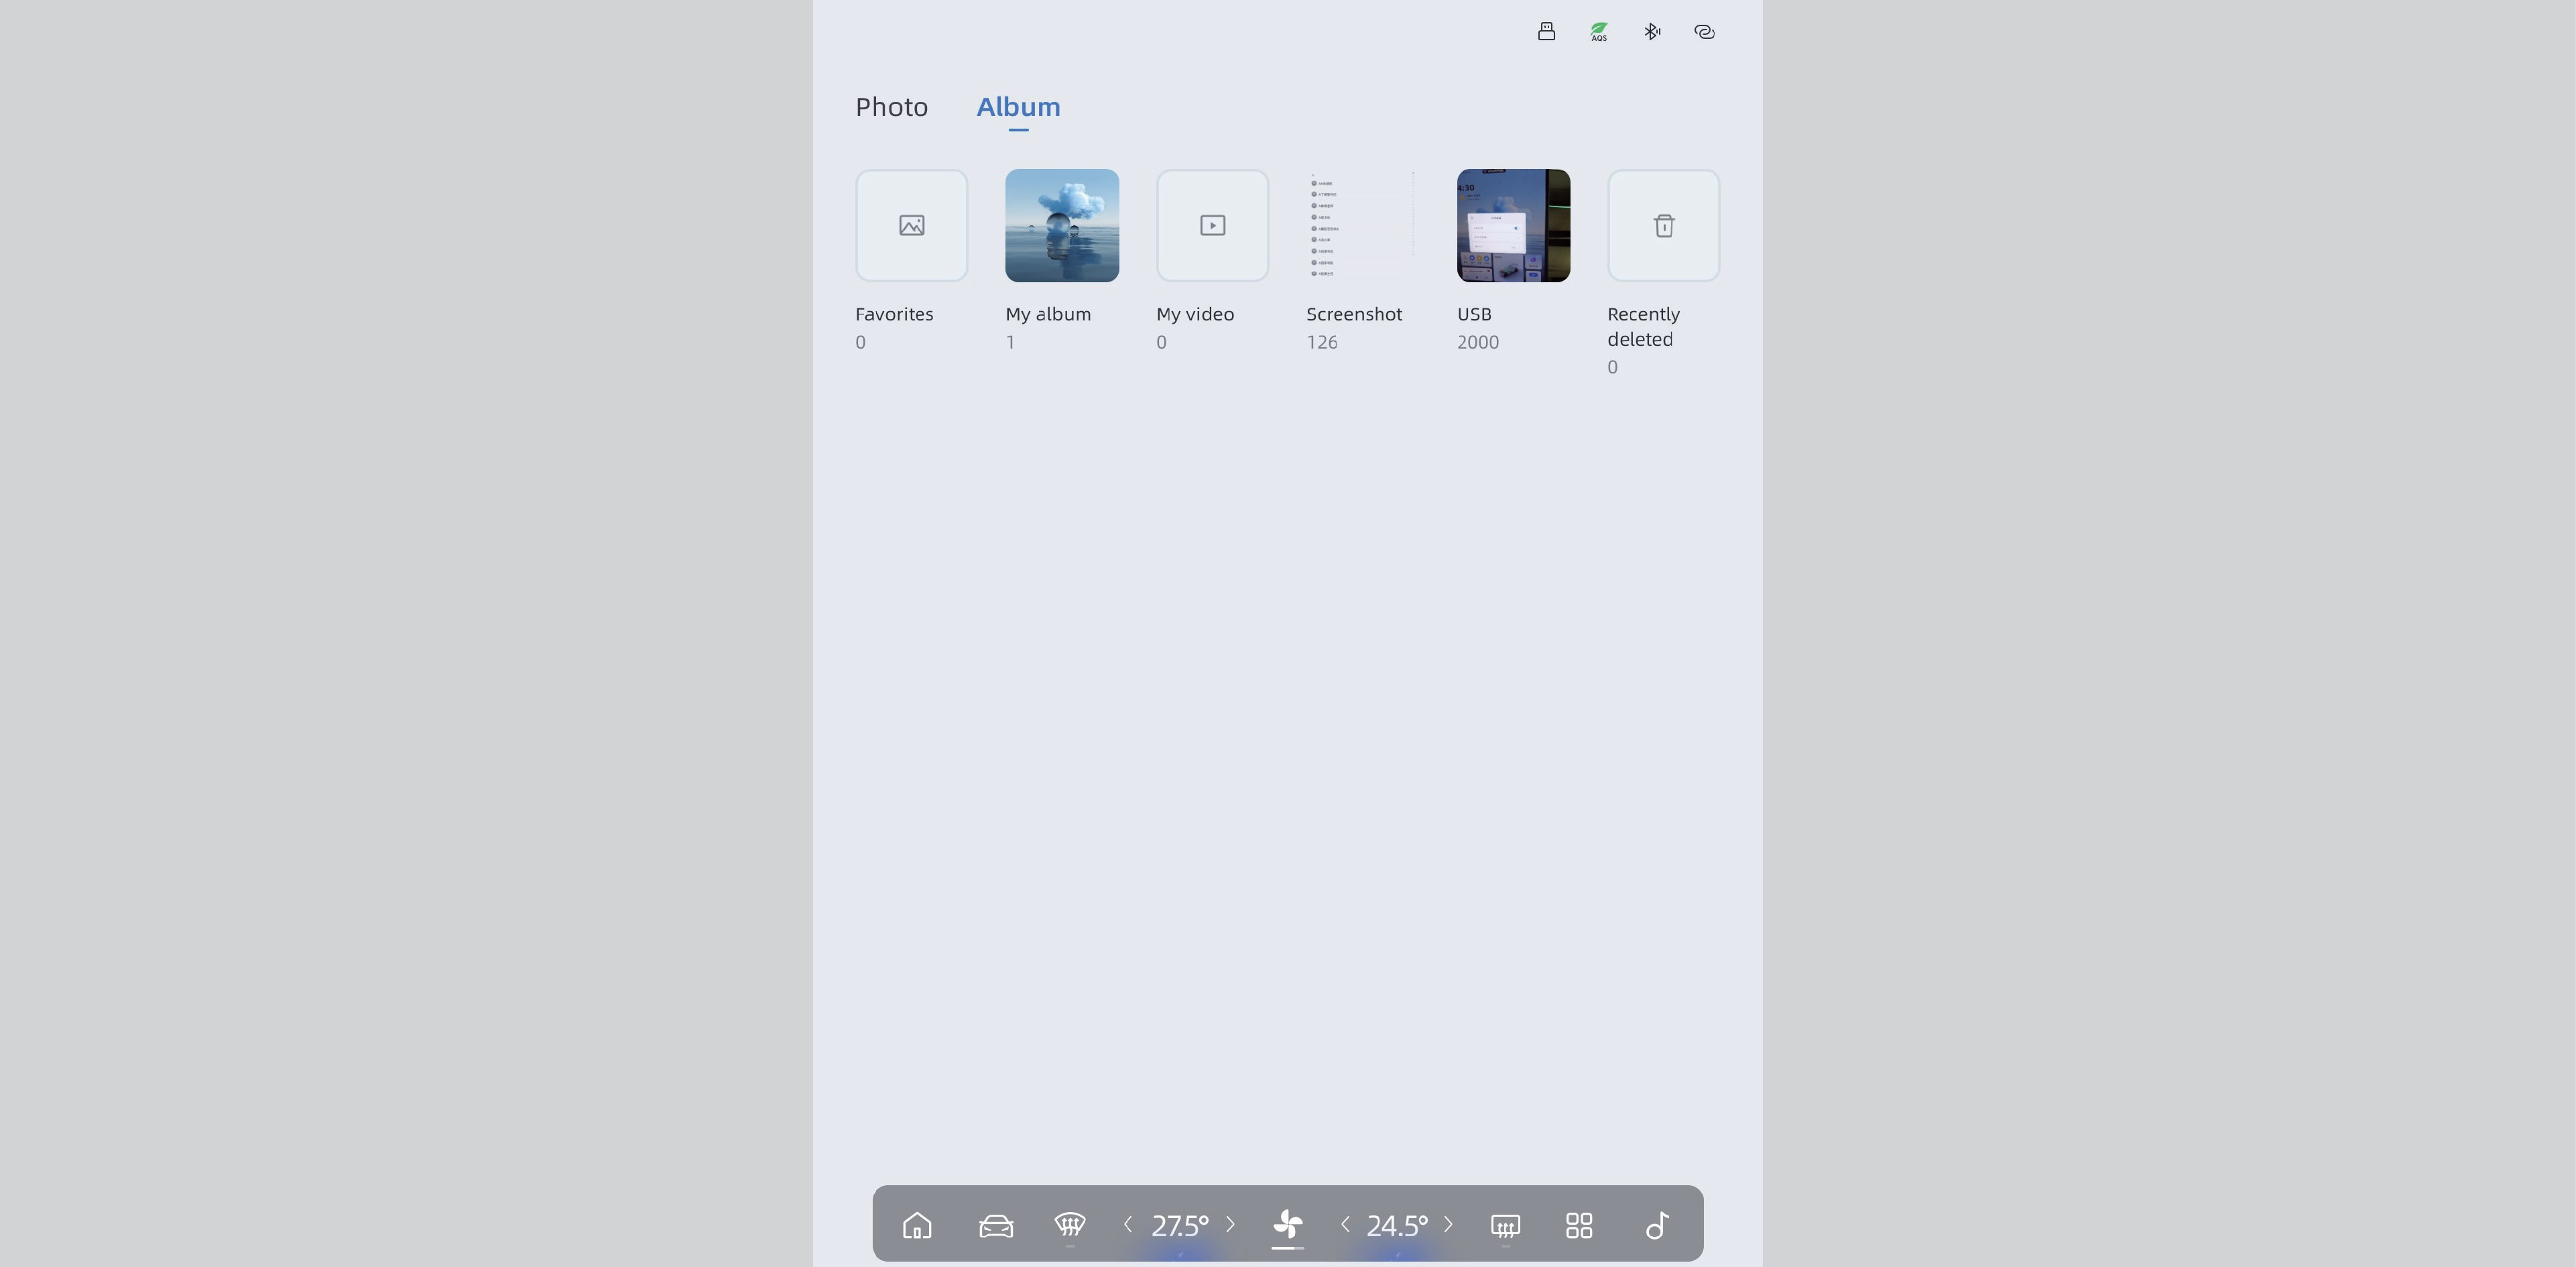 AQS
Photo
Album
Favorites
0
My album
1
My video
0
Screenshot
126
USB
2000
Recently
deleted
0
27.5°
24.5°